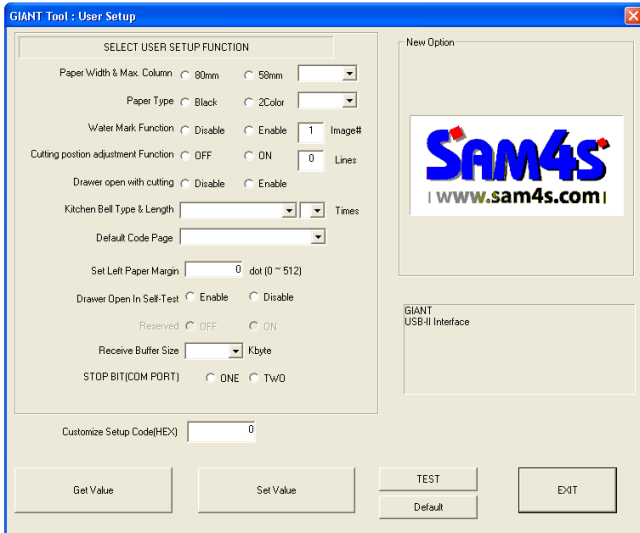 GIANT Tool : User Setup
SELECT USER SETUP FUNCTION
Paper Width & Max. Column 80mm 58mm
Paper Type Black 2Color
Water Mark Function Disable Enable 1 Image#
Cutting postion adjustment Function OFF ON 0 Lines
Drawer open with cutting Disable Enable
Kitchen Bell Type & Length Times
Default Code Page
Set Left Paper Margin 0 dot (0 ~ 512)
Drawer Open In Self-Test Enable Disable
Reserved OFF ON
Receive Buffer Size Kbyte
STOP BIT(COM PORT) ONE TWO
Customize Setup Code(HEX) 0
New Option
SAM4S
www.sam4s.com
GIANT
USB-II Interface
Get Value
Set Value
TEST
Default
EXIT